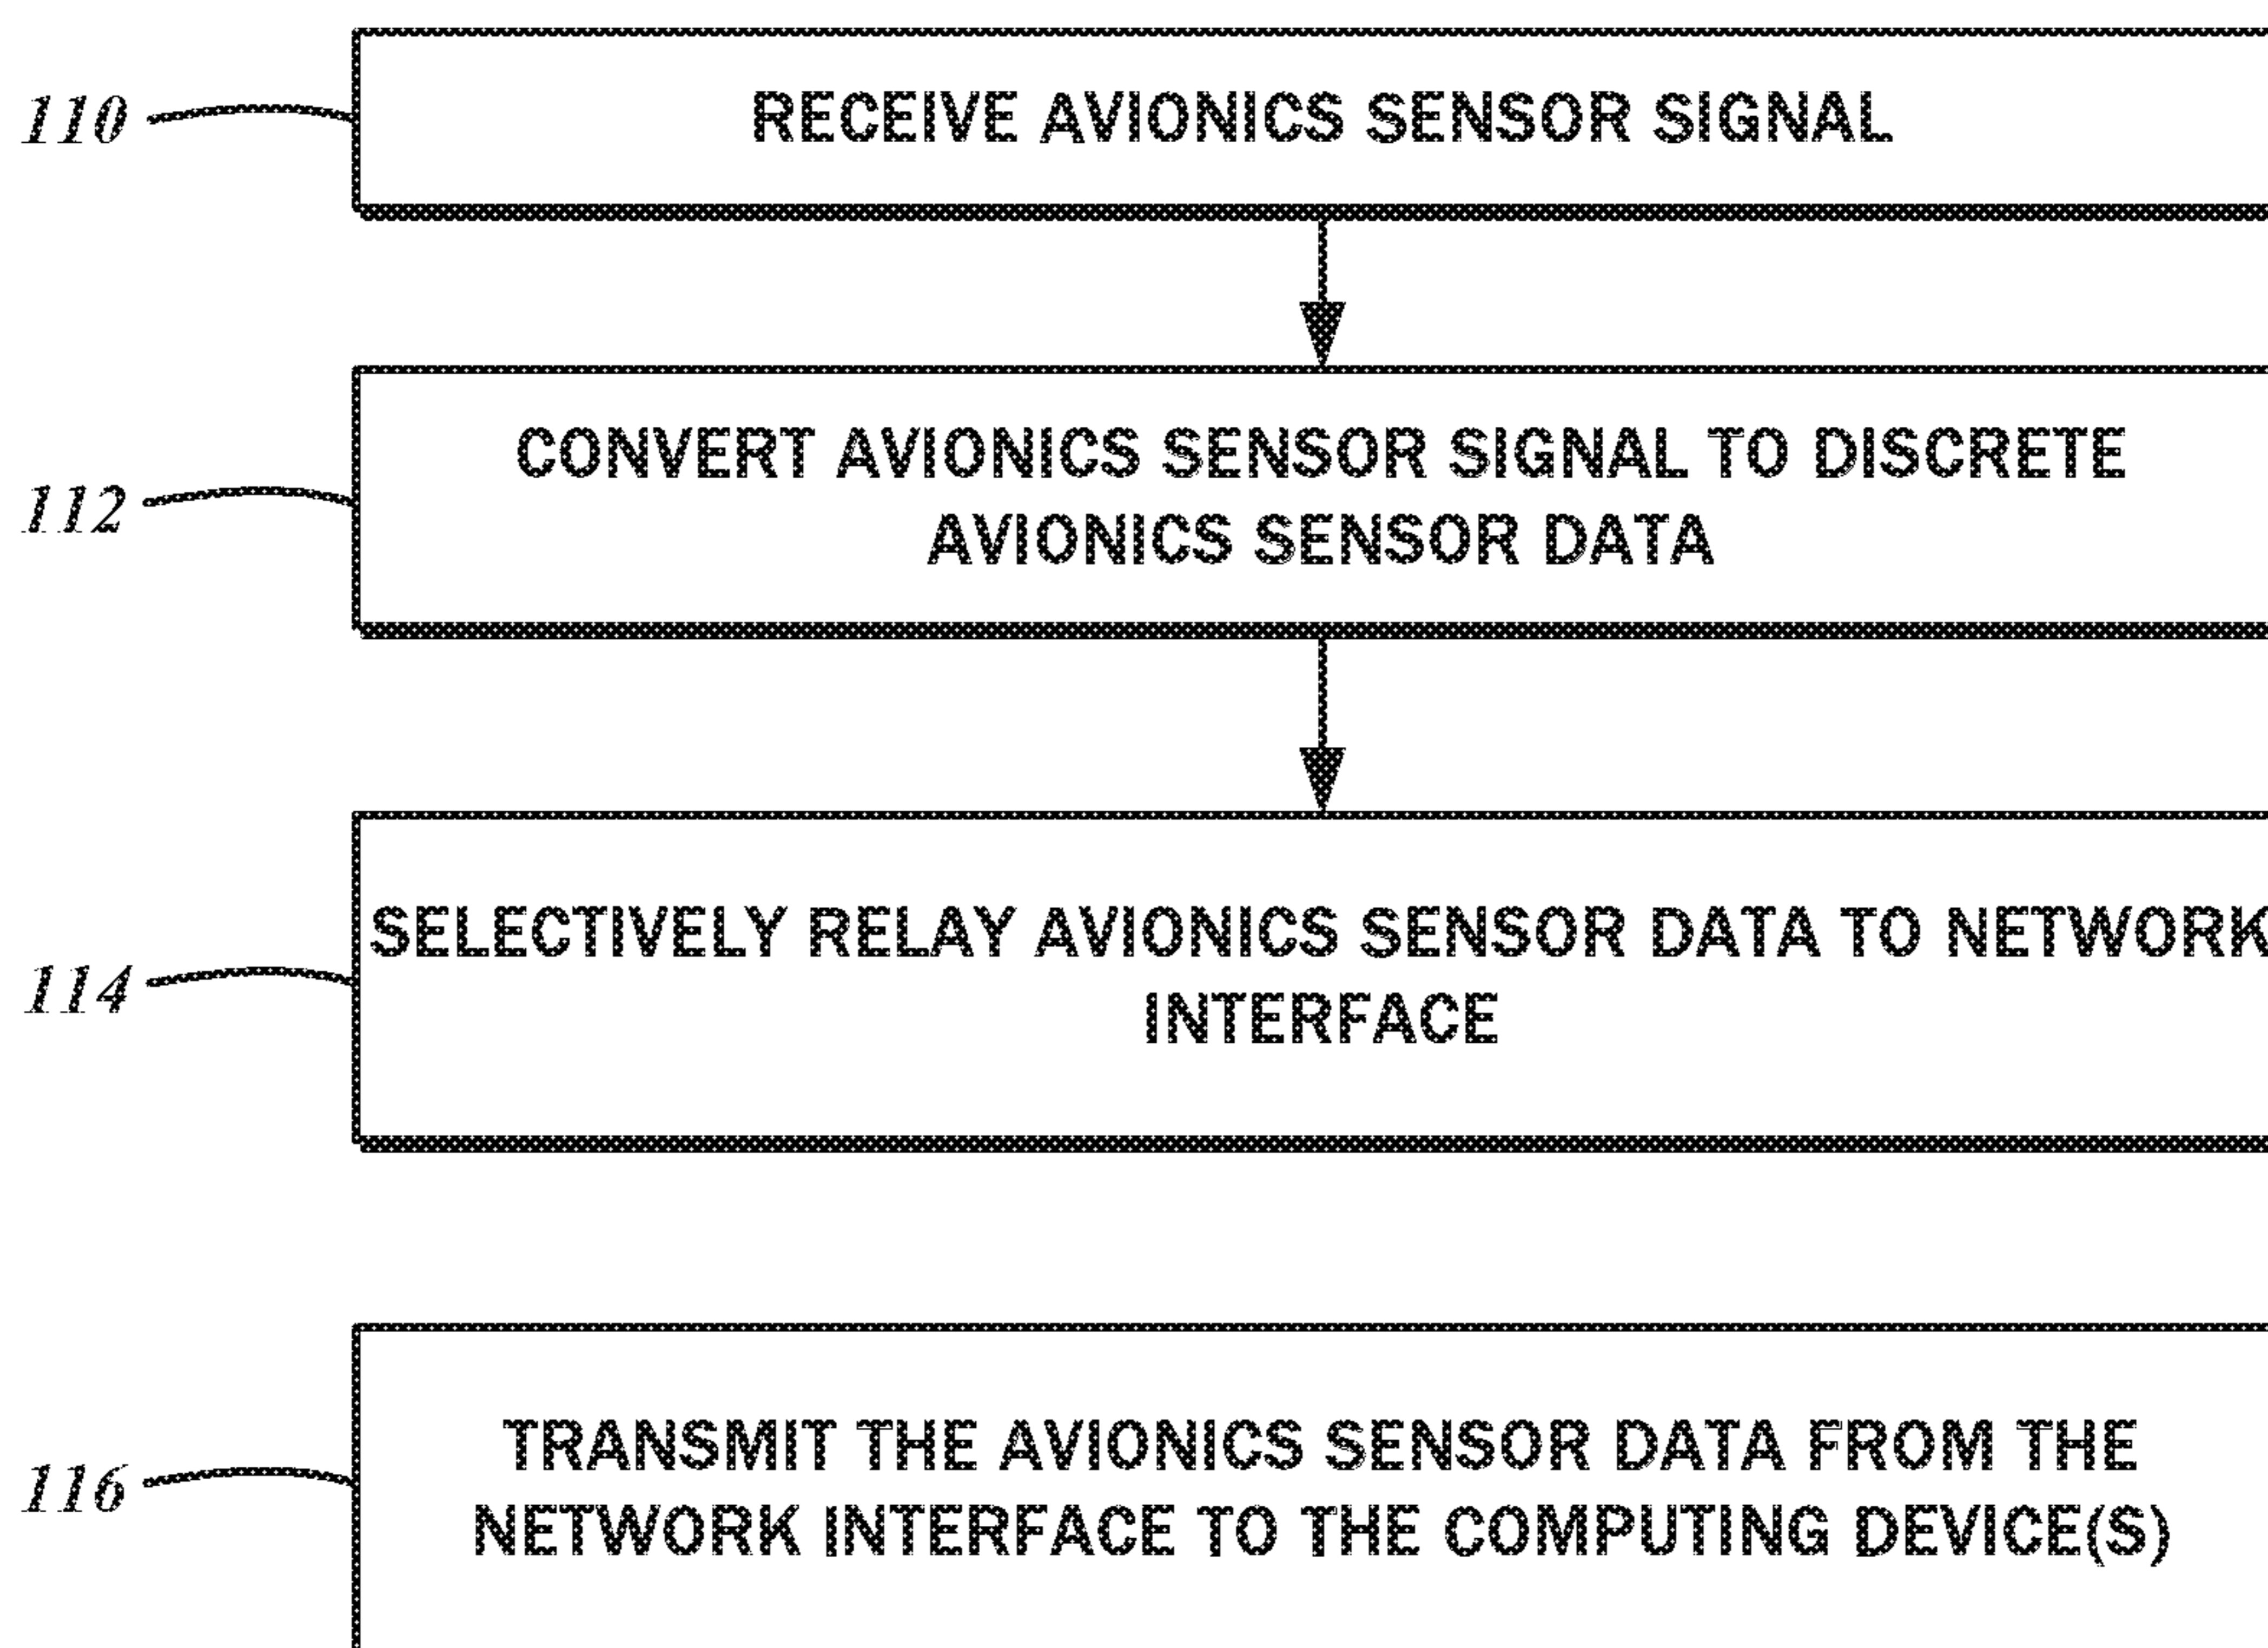 110
RECEIVE AVIONICS SENSOR SIGNAL
112
CONVERT AVIONICS SENSOR SIGNAL TO DISCRETE
AVIONICS SENSOR DATA
114
SELECTIVELY RELAY AVIONICS SENSOR DATA TO NETWORK
INTERFACE
116
TRANSMIT THE AVIONICS SENSOR DATA FROM THE
NETWORK INTERFACE TO THE COMPUTING DEVICE(S)